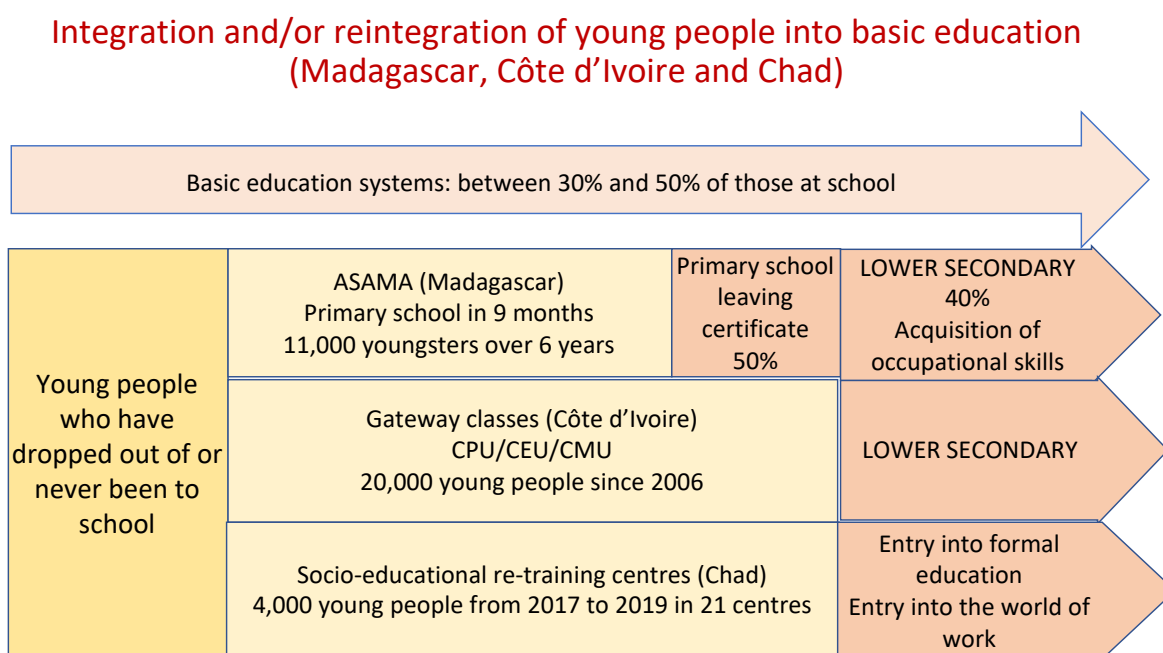 Integration and/or reintegration of young people into basic education
(Madagascar, Côte d’Ivoire and Chad)
Basic education systems: between 30% and 50% of those at school
Young people
who have
dropped out of or
never been to
school
ASAMA (Madagascar)
Primary school in 9 months
11,000 youngsters over 6 years
Primary school
leaving
certificate
50%
LOWER SECONDARY
40%
Acquisition of
occupational skills
Gateway classes (Côte d’Ivoire)
CPU/CEU/CMU
20,000 young people since 2006
LOWER SECONDARY
Socio-educational re-training centres (Chad)
4,000 young people from 2017 to 2019 in 21 centres
Entry into formal
education
Entry into the world of
work